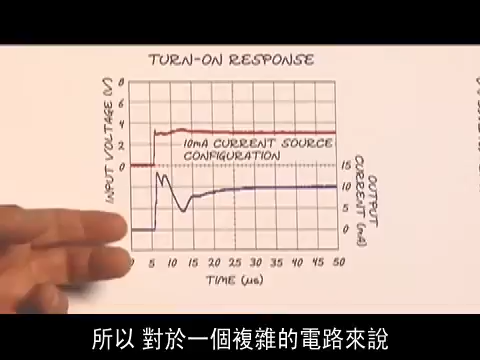 TURN-ON RESPONSE
INPUT VOLTAGE (V)
8
6
4
2
0
10mA CURRENT SOURCE
CONFIGURATION
15
10
5
0
OUTPUT
CURRENT (mA)
0 5 10 15 20 25 30 35 40 45 50
TIME (μs)
所以 對於一個複雜的電路來說